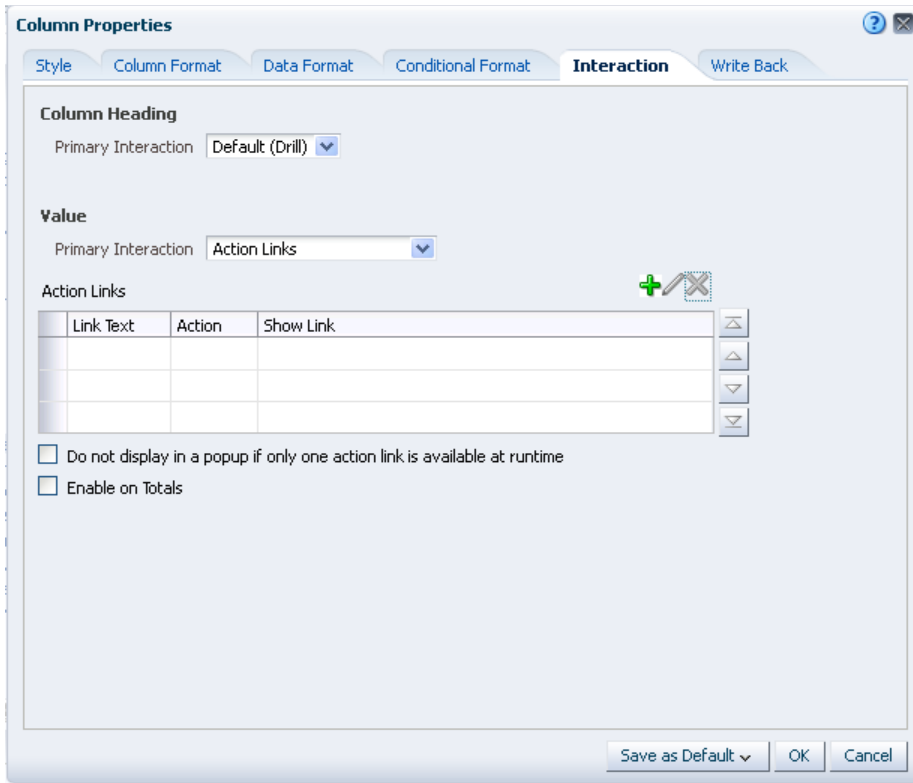 Column Properties
Style Column Format Data Format Conditional Format Interaction Write Back
Column Heading
Primary Interaction Default (Drill)
Value
Primary Interaction Action Links
Action Links
Link Text Action Show Link
Do not display in a popup if only one action link is available at runtime
Enable on Totals
Save as Default OK Cancel